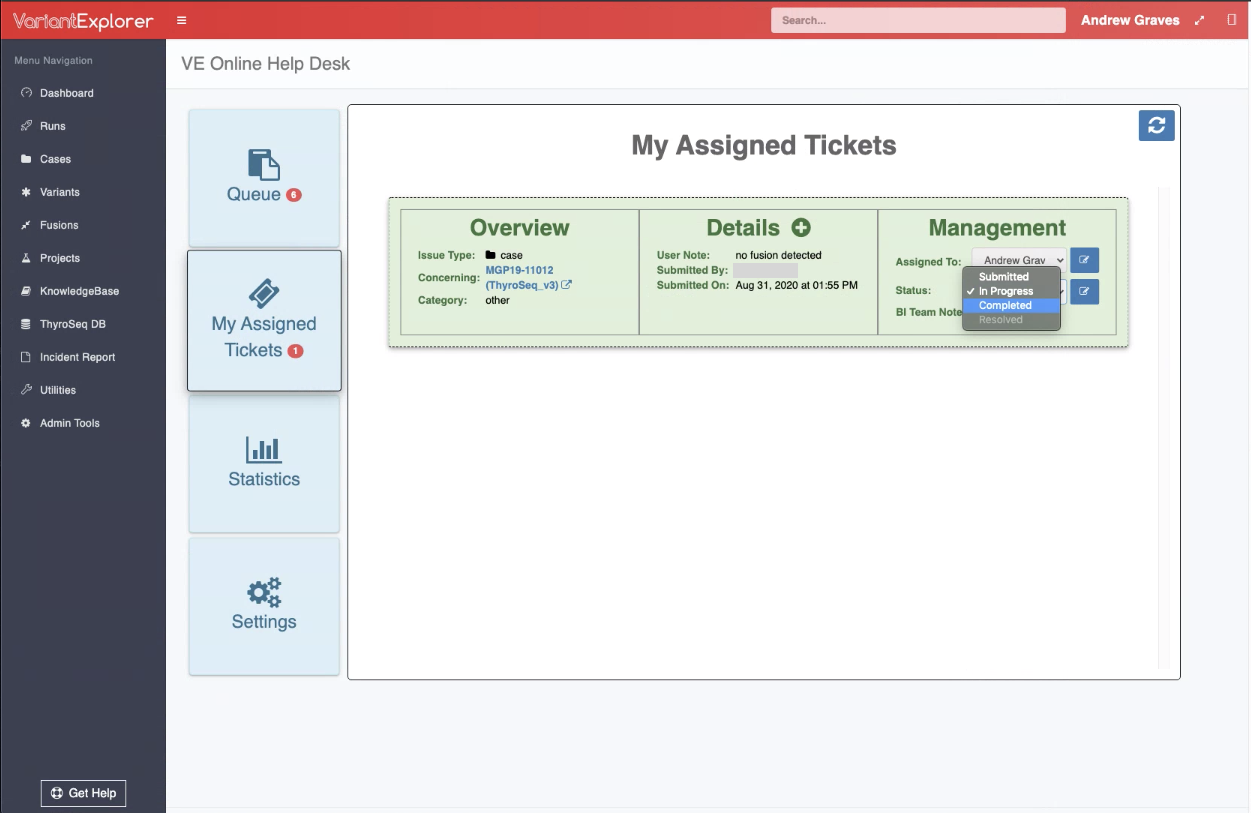 VariantExplorer
Search...
Andrew Graves
Menu Navigation
Dashboard
Runs
Cases
Variants
Fusions
Projects
KnowledgeBase
ThyroSeq DB
Incident Report
Utilities
Admin Tools
Get Help
VE Online Help Desk
Queue 6
My Assigned
Tickets 1
Statistics
Settings
My Assigned Tickets
Overview
Issue Type: case
Concerning: MGP19-11012
(ThyroSeq_v3)
Category: other
Details
User Note: no fusion detected
Submitted By:
Submitted On: Aug 31, 2020 at 01:55 PM
Management
Assigned To: Andrew Grav
Status:
BI Team Note
Submitted
In Progress
Completed
Resolved